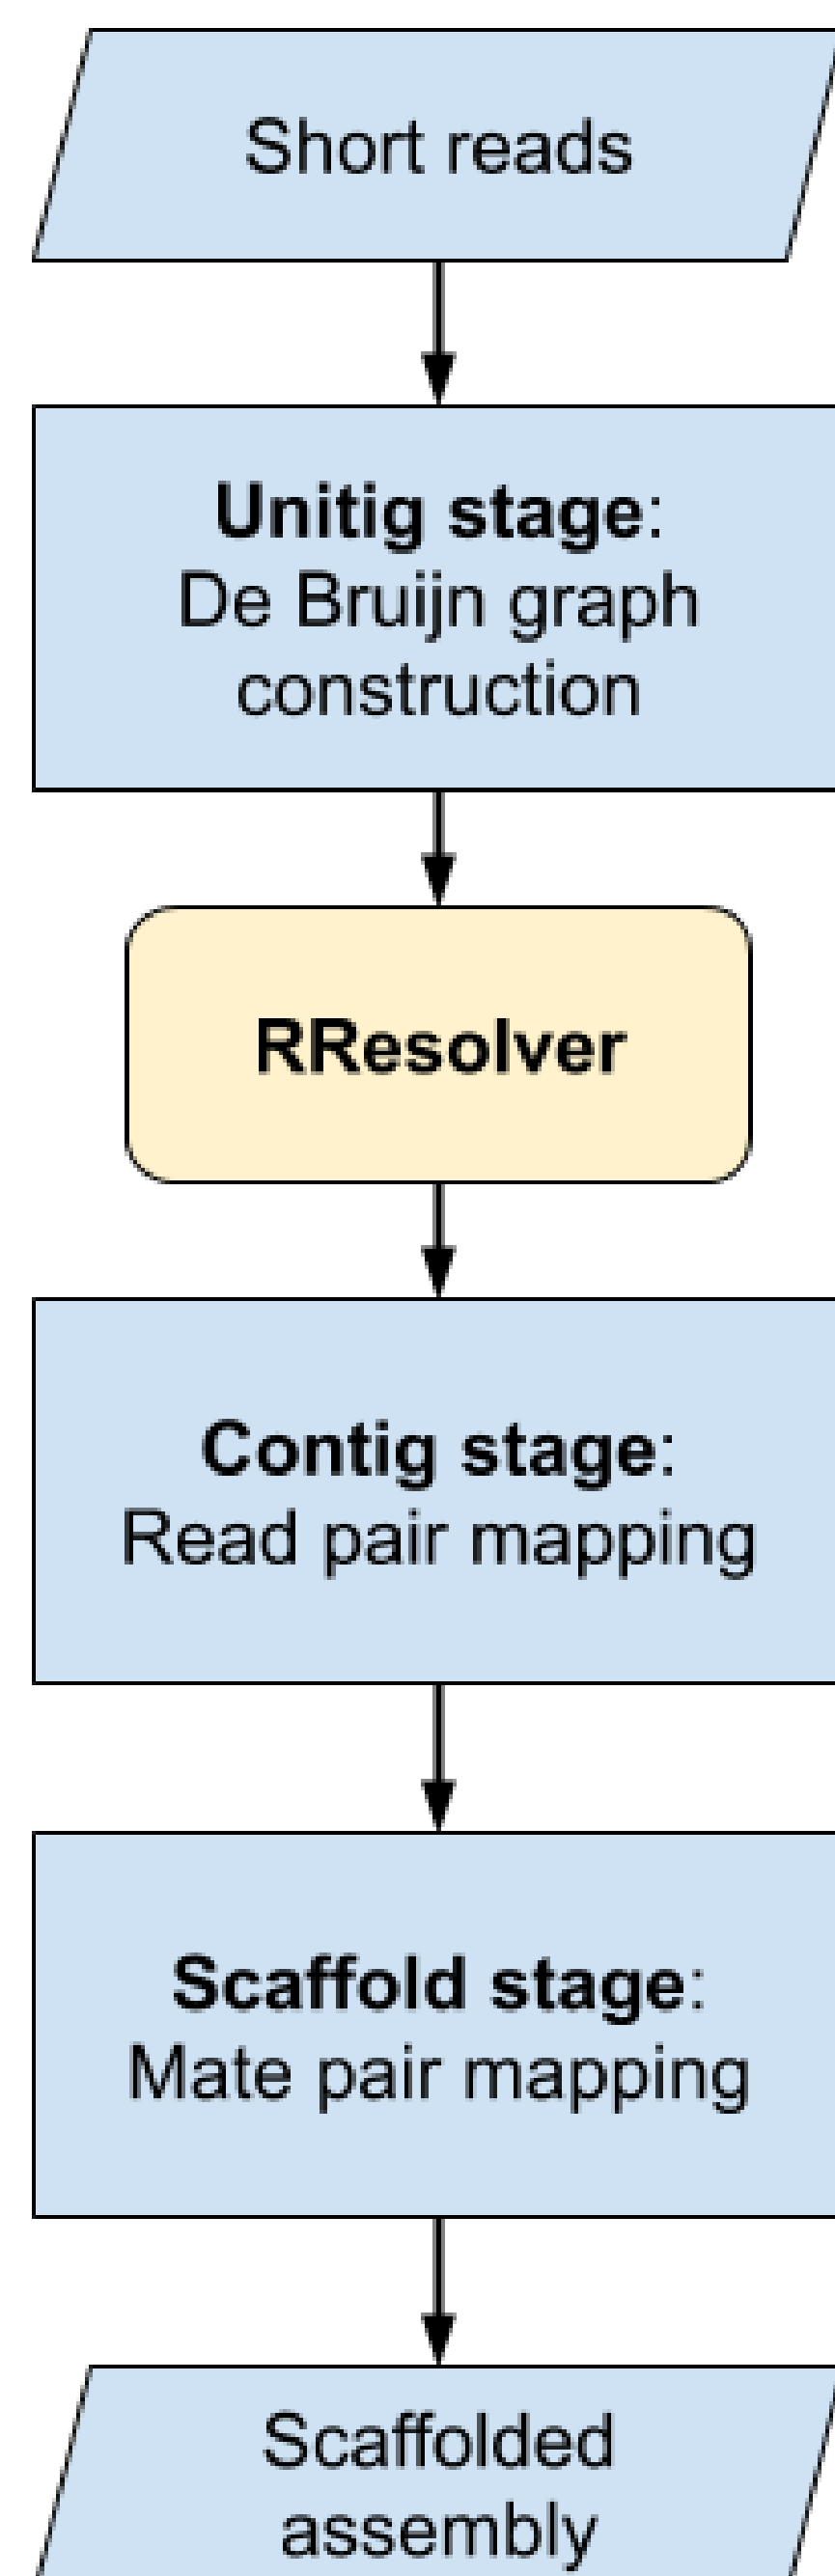 Short reads
Unitig stage:
De Bruijn graph
construction
RResolver
Contig stage:
Read pair mapping
Scaffold stage:
Mate pair mapping
Scaffolded
assembly